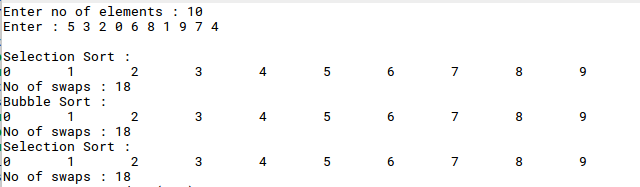 Enter no of elements : 10
Enter : 5 3 2 0 6 8 1 9 7 4
Selection Sort :
0 1 2 3 4 5 6 7 8 9
No of swaps : 18
Bubble Sort :
0 1 2 3 4 5 6 7 8 9
No of swaps : 18
Selection Sort :
0 1 2 3 4 5 6 7 8 9
No of swaps : 18